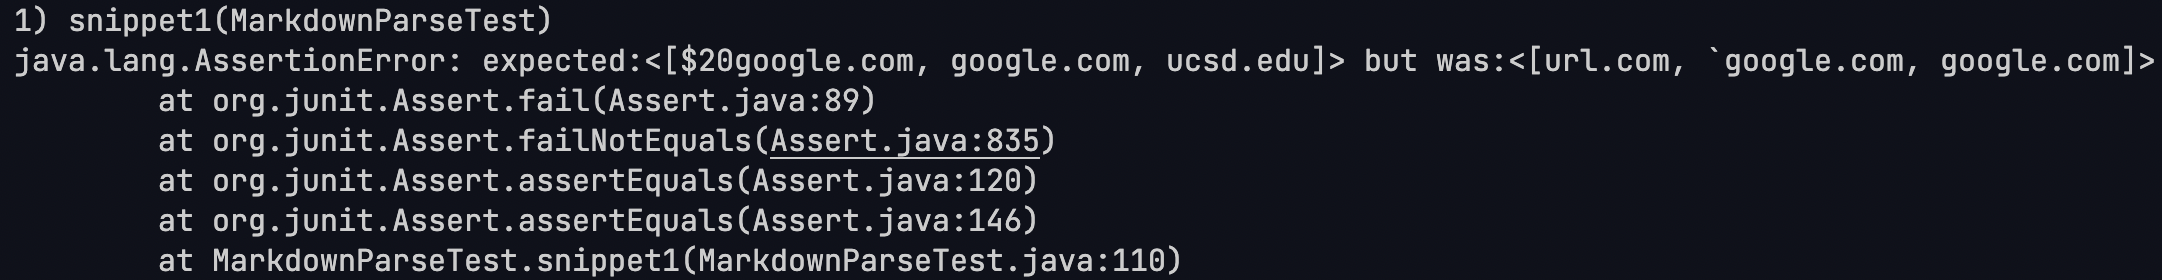 1) snippet1(MarkdownParseTest)
java.lang.AssertionError: expected:<[$20google.com, google.com, ucsd.edu]> but was:<[url.com, `google.com, google.com]>
at org.junit.Assert.fail(Assert.java:89)
at org.junit.Assert.failNotEquals(Assert.java:835)
at org.junit.Assert.assertEquals(Assert.java:120)
at org.junit.Assert.assertEquals(Assert.java:146)
at MarkdownParseTest.snippet1(MarkdownParseTest.java:110)